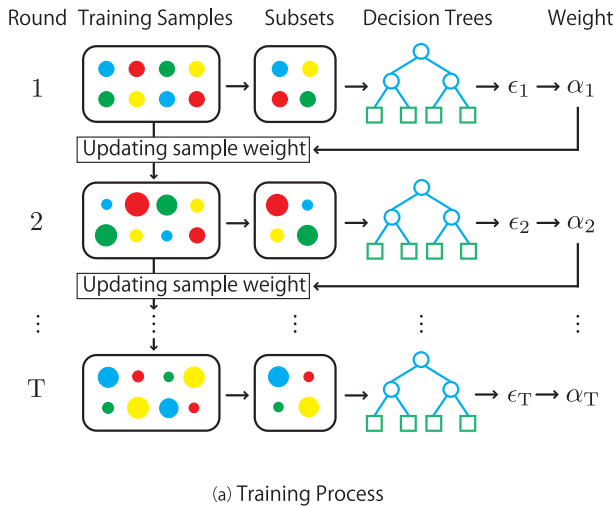 Round Training Samples Subsets Decision Trees Weight
1 ϵ1 α1
Updating sample weight
2 ϵ2 α2
Updating sample weight
⋮ ⋮ ⋮ ⋮ ⋮
T ϵT αT
(a) Training Process